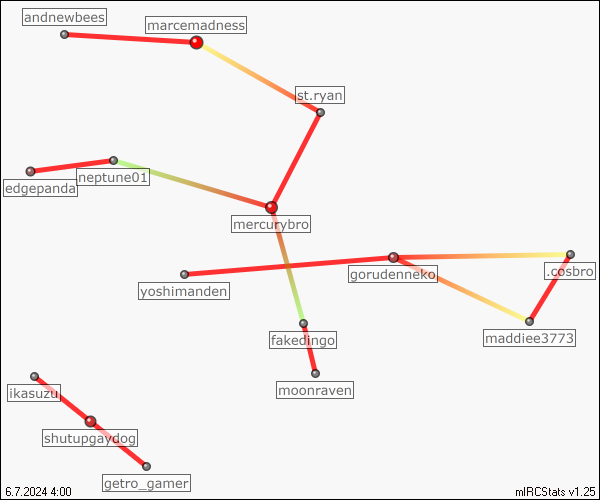 andnewbees
marcemadness
st.ryan
edgepanda
neptune01
mercurybro
yoshimanden
gorudenneko
.cosbro
fakedingo
maddiee3773
moonraven
ikasuzu
shutupgaydog
getro_gamer
6.7.2024 4:00
mIRCStats v1.25